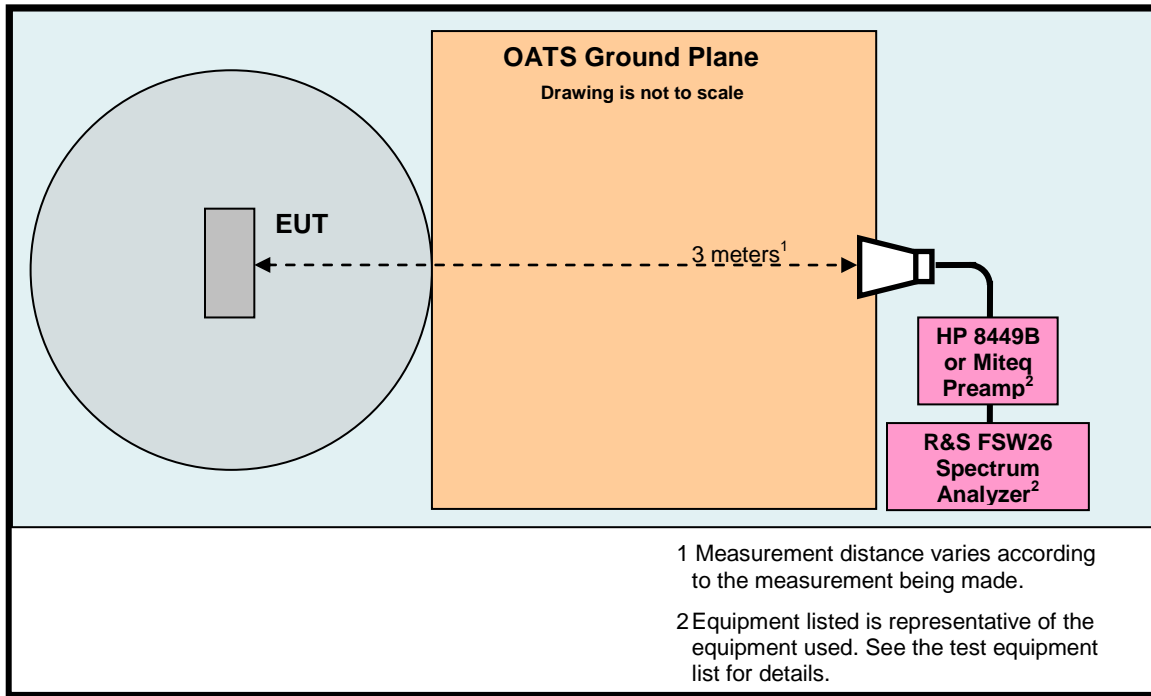 OATS Ground Plane
Drawing is not to scale
EUT
3 meters¹
HP 8449B
or Miteq
Preamp²
R&S FSW26
Spectrum
Analyzer²
1 Measurement distance varies according
to the measurement being made.
2 Equipment listed is representative of the
equipment used. See the test equipment
list for details.